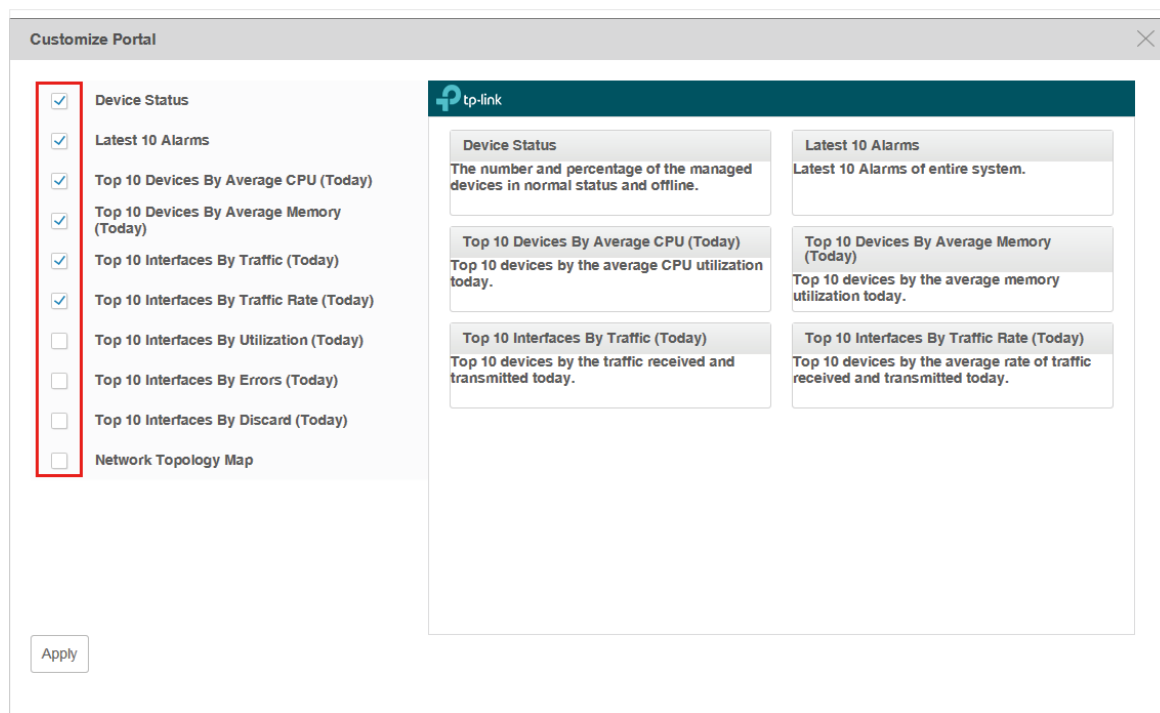 Customize Portal
Device Status
Latest 10 Alarms
Top 10 Devices By Average CPU (Today)
Top 10 Devices By Average Memory
(Today)
Top 10 Interfaces By Traffic (Today)
Top 10 Interfaces By Traffic Rate (Today)
Top 10 Interfaces By Utilization (Today)
Top 10 Interfaces By Errors (Today)
Top 10 Interfaces By Discard (Today)
Network Topology Map
Apply
tp-link
Device Status
The number and percentage of the managed
devices in normal status and offline.
Latest 10 Alarms
Latest 10 Alarms of entire system.
Top 10 Devices By Average CPU (Today)
Top 10 devices by the average CPU utilization
today.
Top 10 Devices By Average Memory
(Today)
Top 10 devices by the average memory
utilization today.
Top 10 Interfaces By Traffic (Today)
Top 10 devices by the traffic received and
transmitted today.
Top 10 Interfaces By Traffic Rate (Today)
Top 10 devices by the average rate of traffic
received and transmitted today.